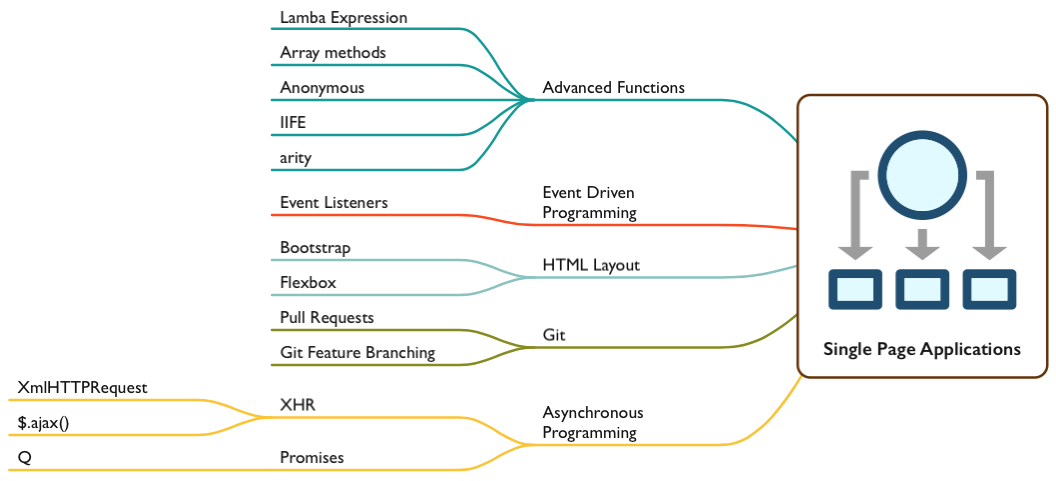 Lamba Expression
Array methods
Anonymous
IIFE
arity
Advanced Functions
Event Listeners
Event Driven
Programming
Bootstrap
Flexbox
HTML Layout
Pull Requests
Git Feature Branching
Git
XmlHTTPRequest
$.ajax()
XHR
Q
Promises
Asynchronous
Programming
Single Page Applications